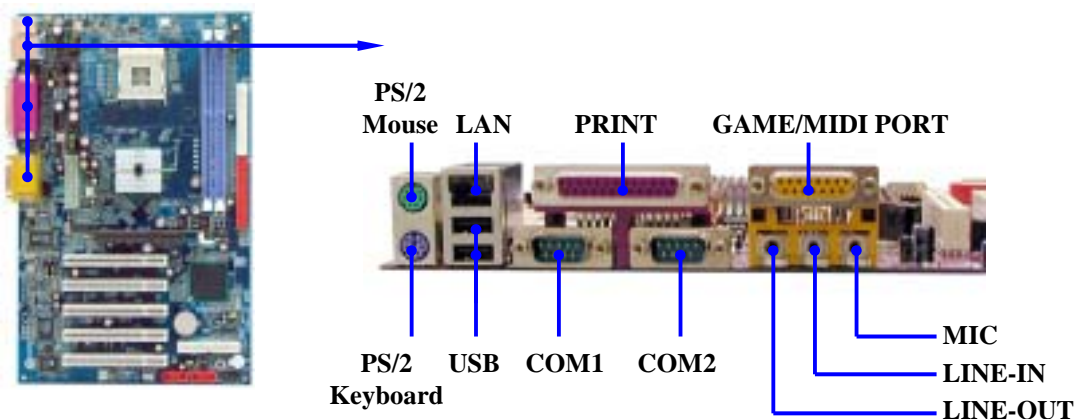 PS/2
Mouse
LAN
PRINT
GAME/MIDI PORT
PS/2
Keyboard
USB
COM1
COM2
MIC
LINE-IN
LINE-OUT